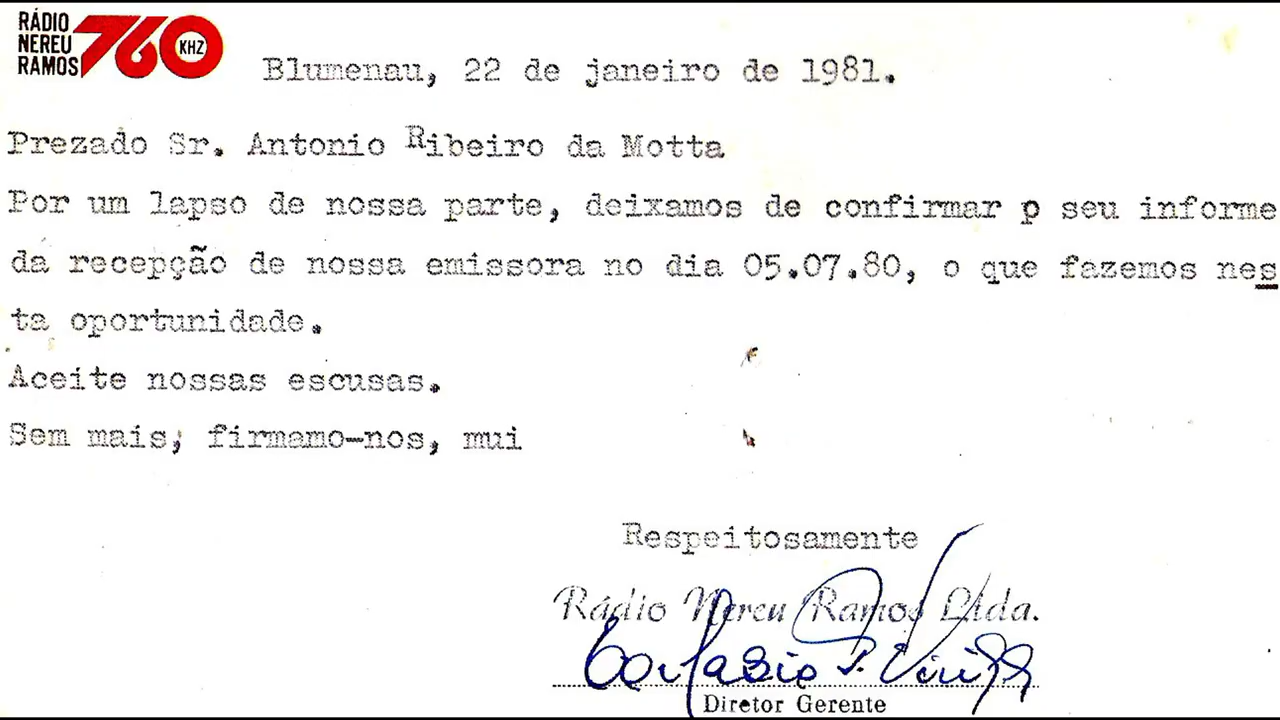 RÁDIO
NEREU
RAMOS 760 KHZ
Blumenau, 22 de janeiro de 1981.
Prezado Sr. Antonio Ribeiro da Motta
Por um lapso de nossa parte, deixamos de confirmar p seu informe
da recepção de nossa emissora no dia 05.07.80, o que fazemos nes
ta oportunidade.
Aceite nossas escusas.
Sem mais, firmamo-nos, mui
Respeitosamente
Rádio Nereu Ramos Ltda.
Diretor Gerente